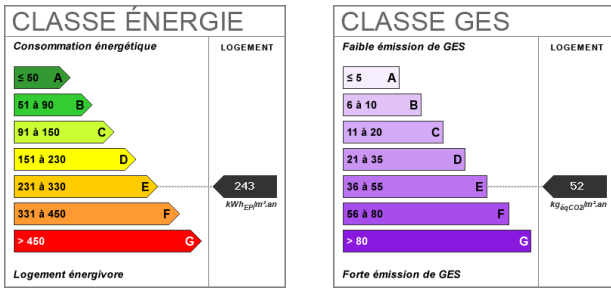 CLASSE ÉNERGIE
Consommation énergétique
LOGEMENT
≤ 50 A
51 à 90 B
91 à 150 C
151 à 230 D
231 à 330 E
243
kWhEP/m².an
331 à 450 F
> 450 G
Logement énergivore
CLASSE GES
Faible émission de GES
LOGEMENT
≤ 5 A
6 à 10 B
11 à 20 C
21 à 35 D
36 à 55 E
52
kgéqCO2/m².an
56 à 80 F
> 80 G
Forte émission de GES